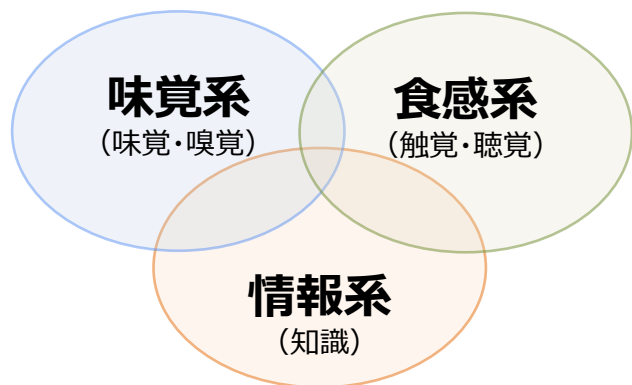 味覚系
（味覚・嗅覚）
食感系
（触覚・聴覚）
情報系
（知識）